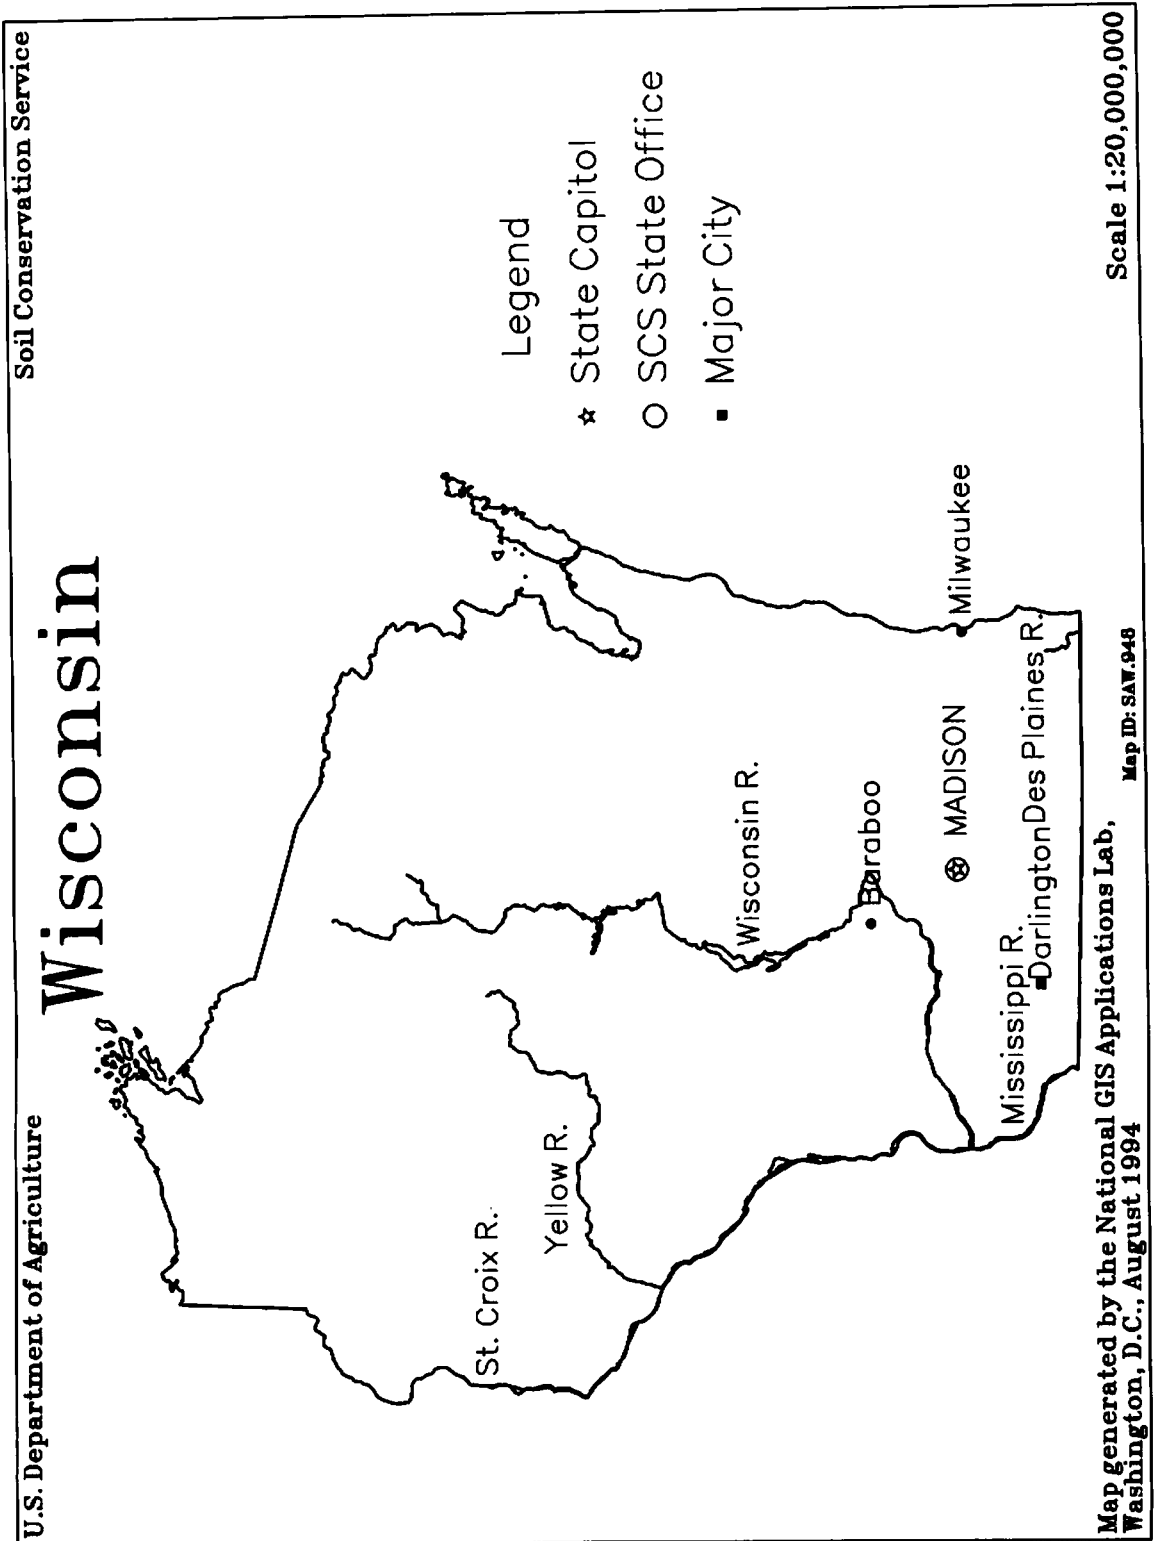 U.S. Department of Agriculture
Soil Conservation Service
Wisconsin
Legend
State Capitol
SCS State Office
Major City
St. Croix R.
Yellow R.
Wisconsin R.
Baraboo
MADISON
Milwaukee
Mississippi R.
Darlington
Des Plaines R.
Map generated by the National GIS Applications Lab,
Washington, D.C., August 1994
Map ID: SAW.948
Scale 1:20,000,000